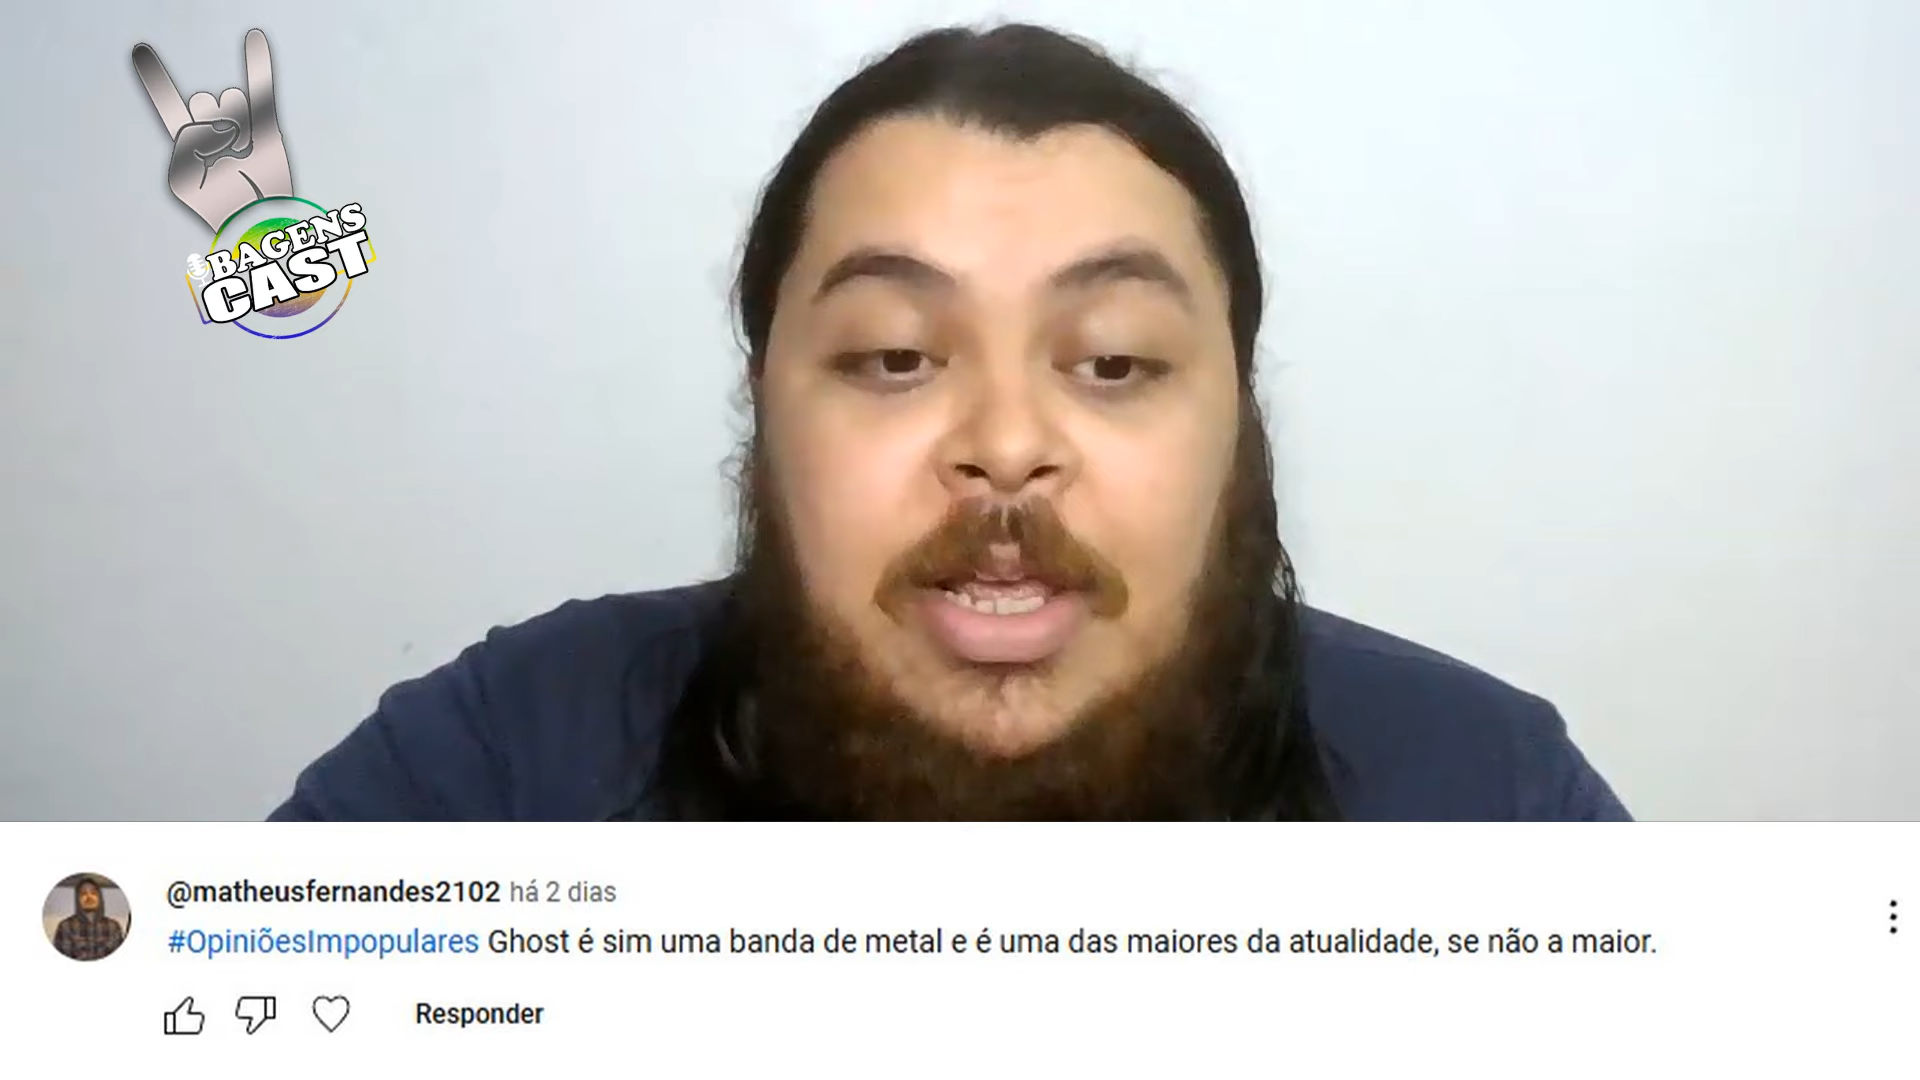 BAGENS
CAST
@matheusfernandes2102 há 2 dias
#OpiniõesImpopulares Ghost é sim uma banda de metal e é uma das maiores da atualidade, se não a maior.
Responder